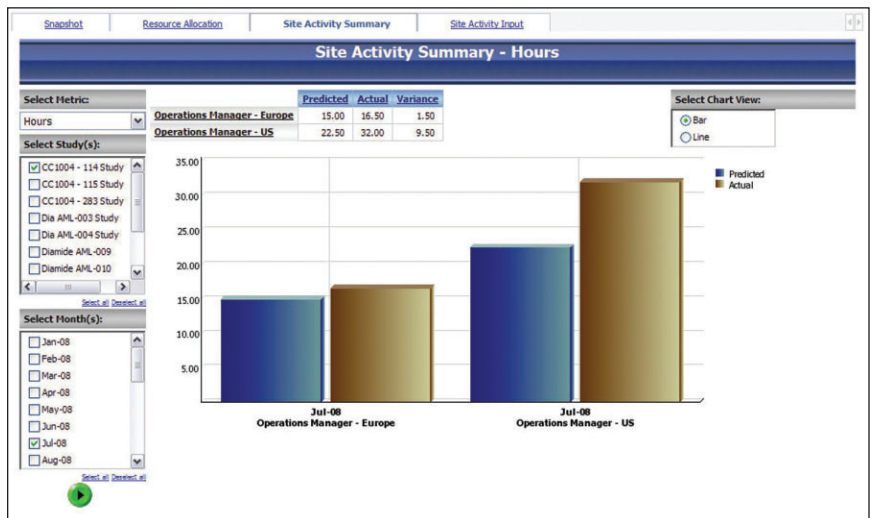 Snapshot
Resource Allocation
Site Activity Summary
Site Activity Input
Site Activity Summary - Hours
Select Metric:
Hours
Select Study(s):
CC1004 - 114 Study
CC1004 - 115 Study
CC1004 - 283 Study
Dia AML-003 Study
Dia AML-004 Study
Diamide AML-009
Diamide AML-010
Select all Deselect all
Select Month(s):
Jan-08
Feb-08
Mar-08
Apr-08
May-08
Jun-08
Jul-08
Aug-08
Select all Deselect all
Predicted Actual Variance
Operations Manager - Europe 15.00 16.50 1.50
Operations Manager - US 22.50 32.00 9.50
35.00
30.00
25.00
20.00
15.00
10.00
5.00
Jul-08
Operations Manager - Europe
Jul-08
Operations Manager - US
Select Chart View:
Bar
Line
Predicted
Actual